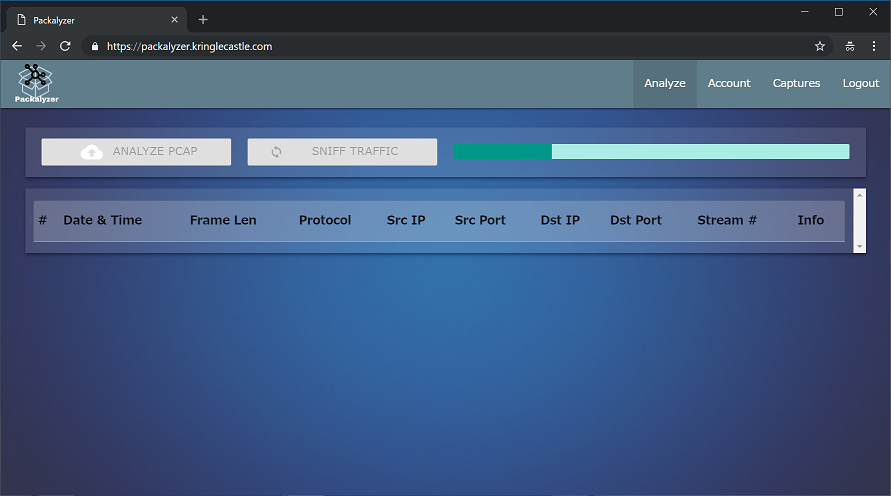 Packalyzer
https://packalyzer.kringlecastle.com
Packalyzer
Analyze Account Captures Logout
ANALYZE PCAP SNIFF TRAFFIC
# Date & Time Frame Len Protocol Src IP Src Port Dst IP Dst Port Stream # Info